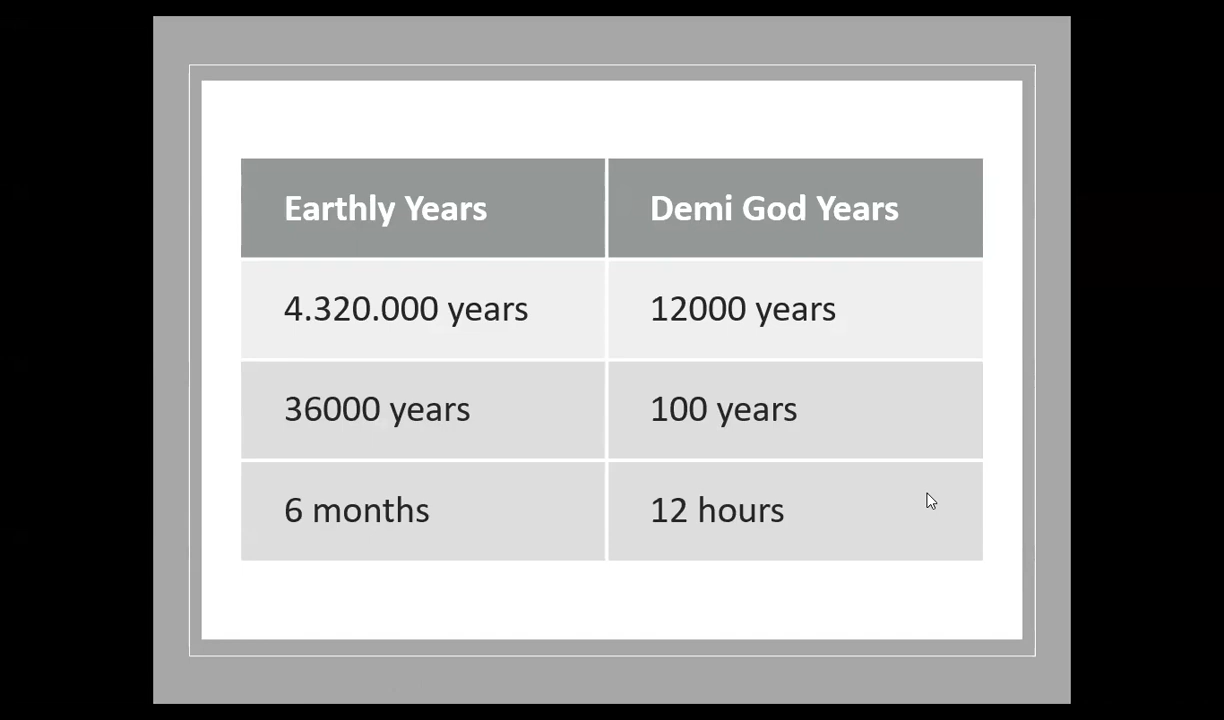 Earthly Years Demi God Years
4.320.000 years 12000 years
36000 years 100 years
6 months 12 hours